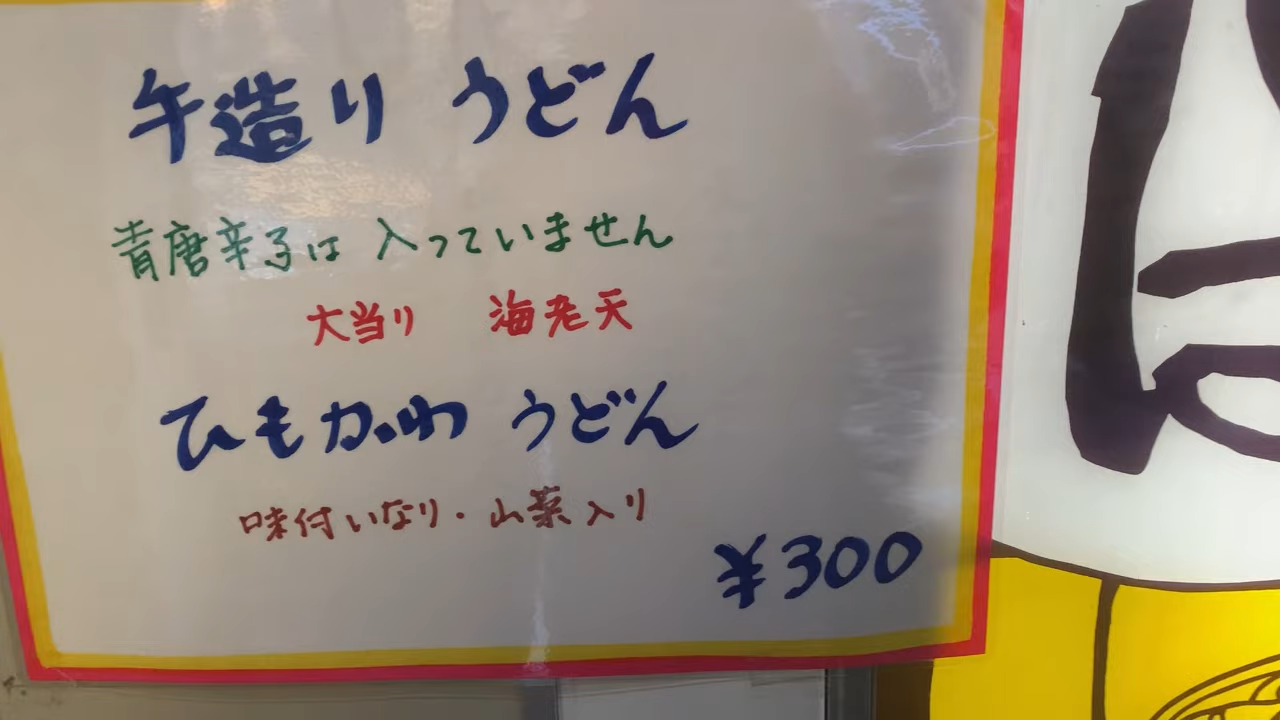 午造り うどん
青唐辛子は 入っていません
大当り 海老天
ひもかわ うどん
味付いなり・山菜入り
¥300